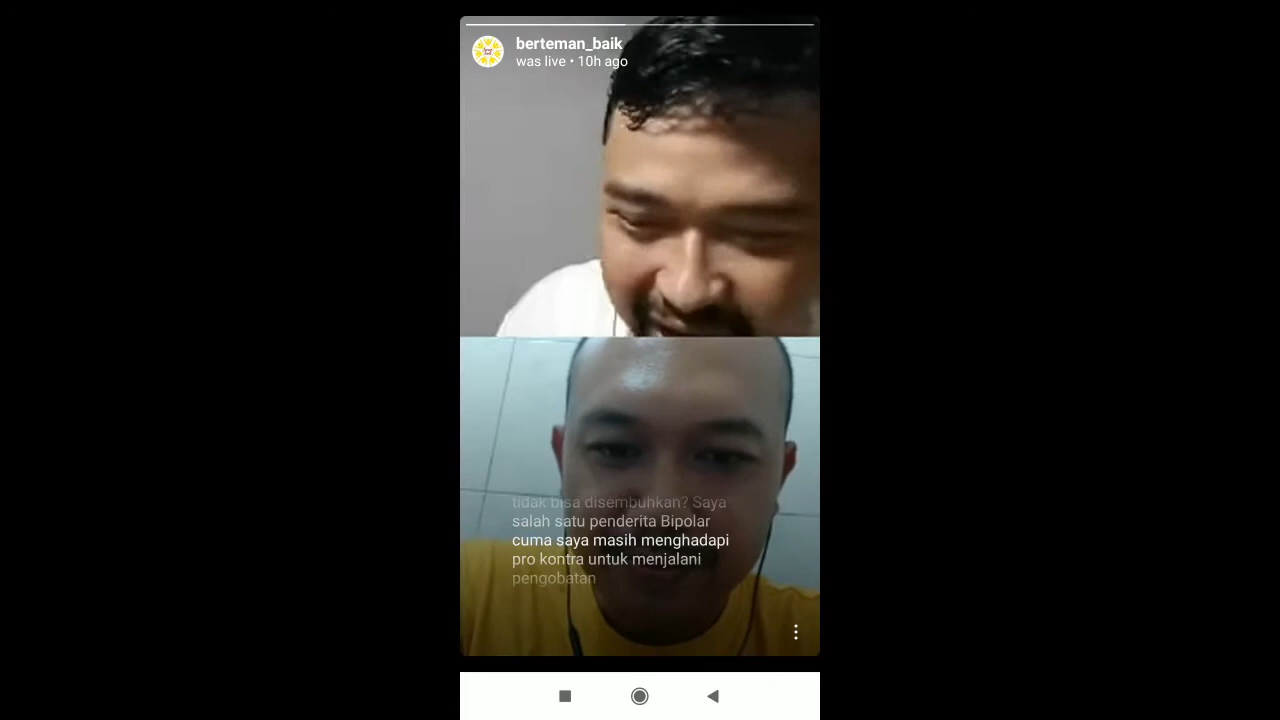 berteman_baik
was live • 10h ago
tidak bisa disembuhkan? Saya
salah satu penderita Bipolar
cuma saya masih menghadapi
pro kontra untuk menjalani
pengobatan